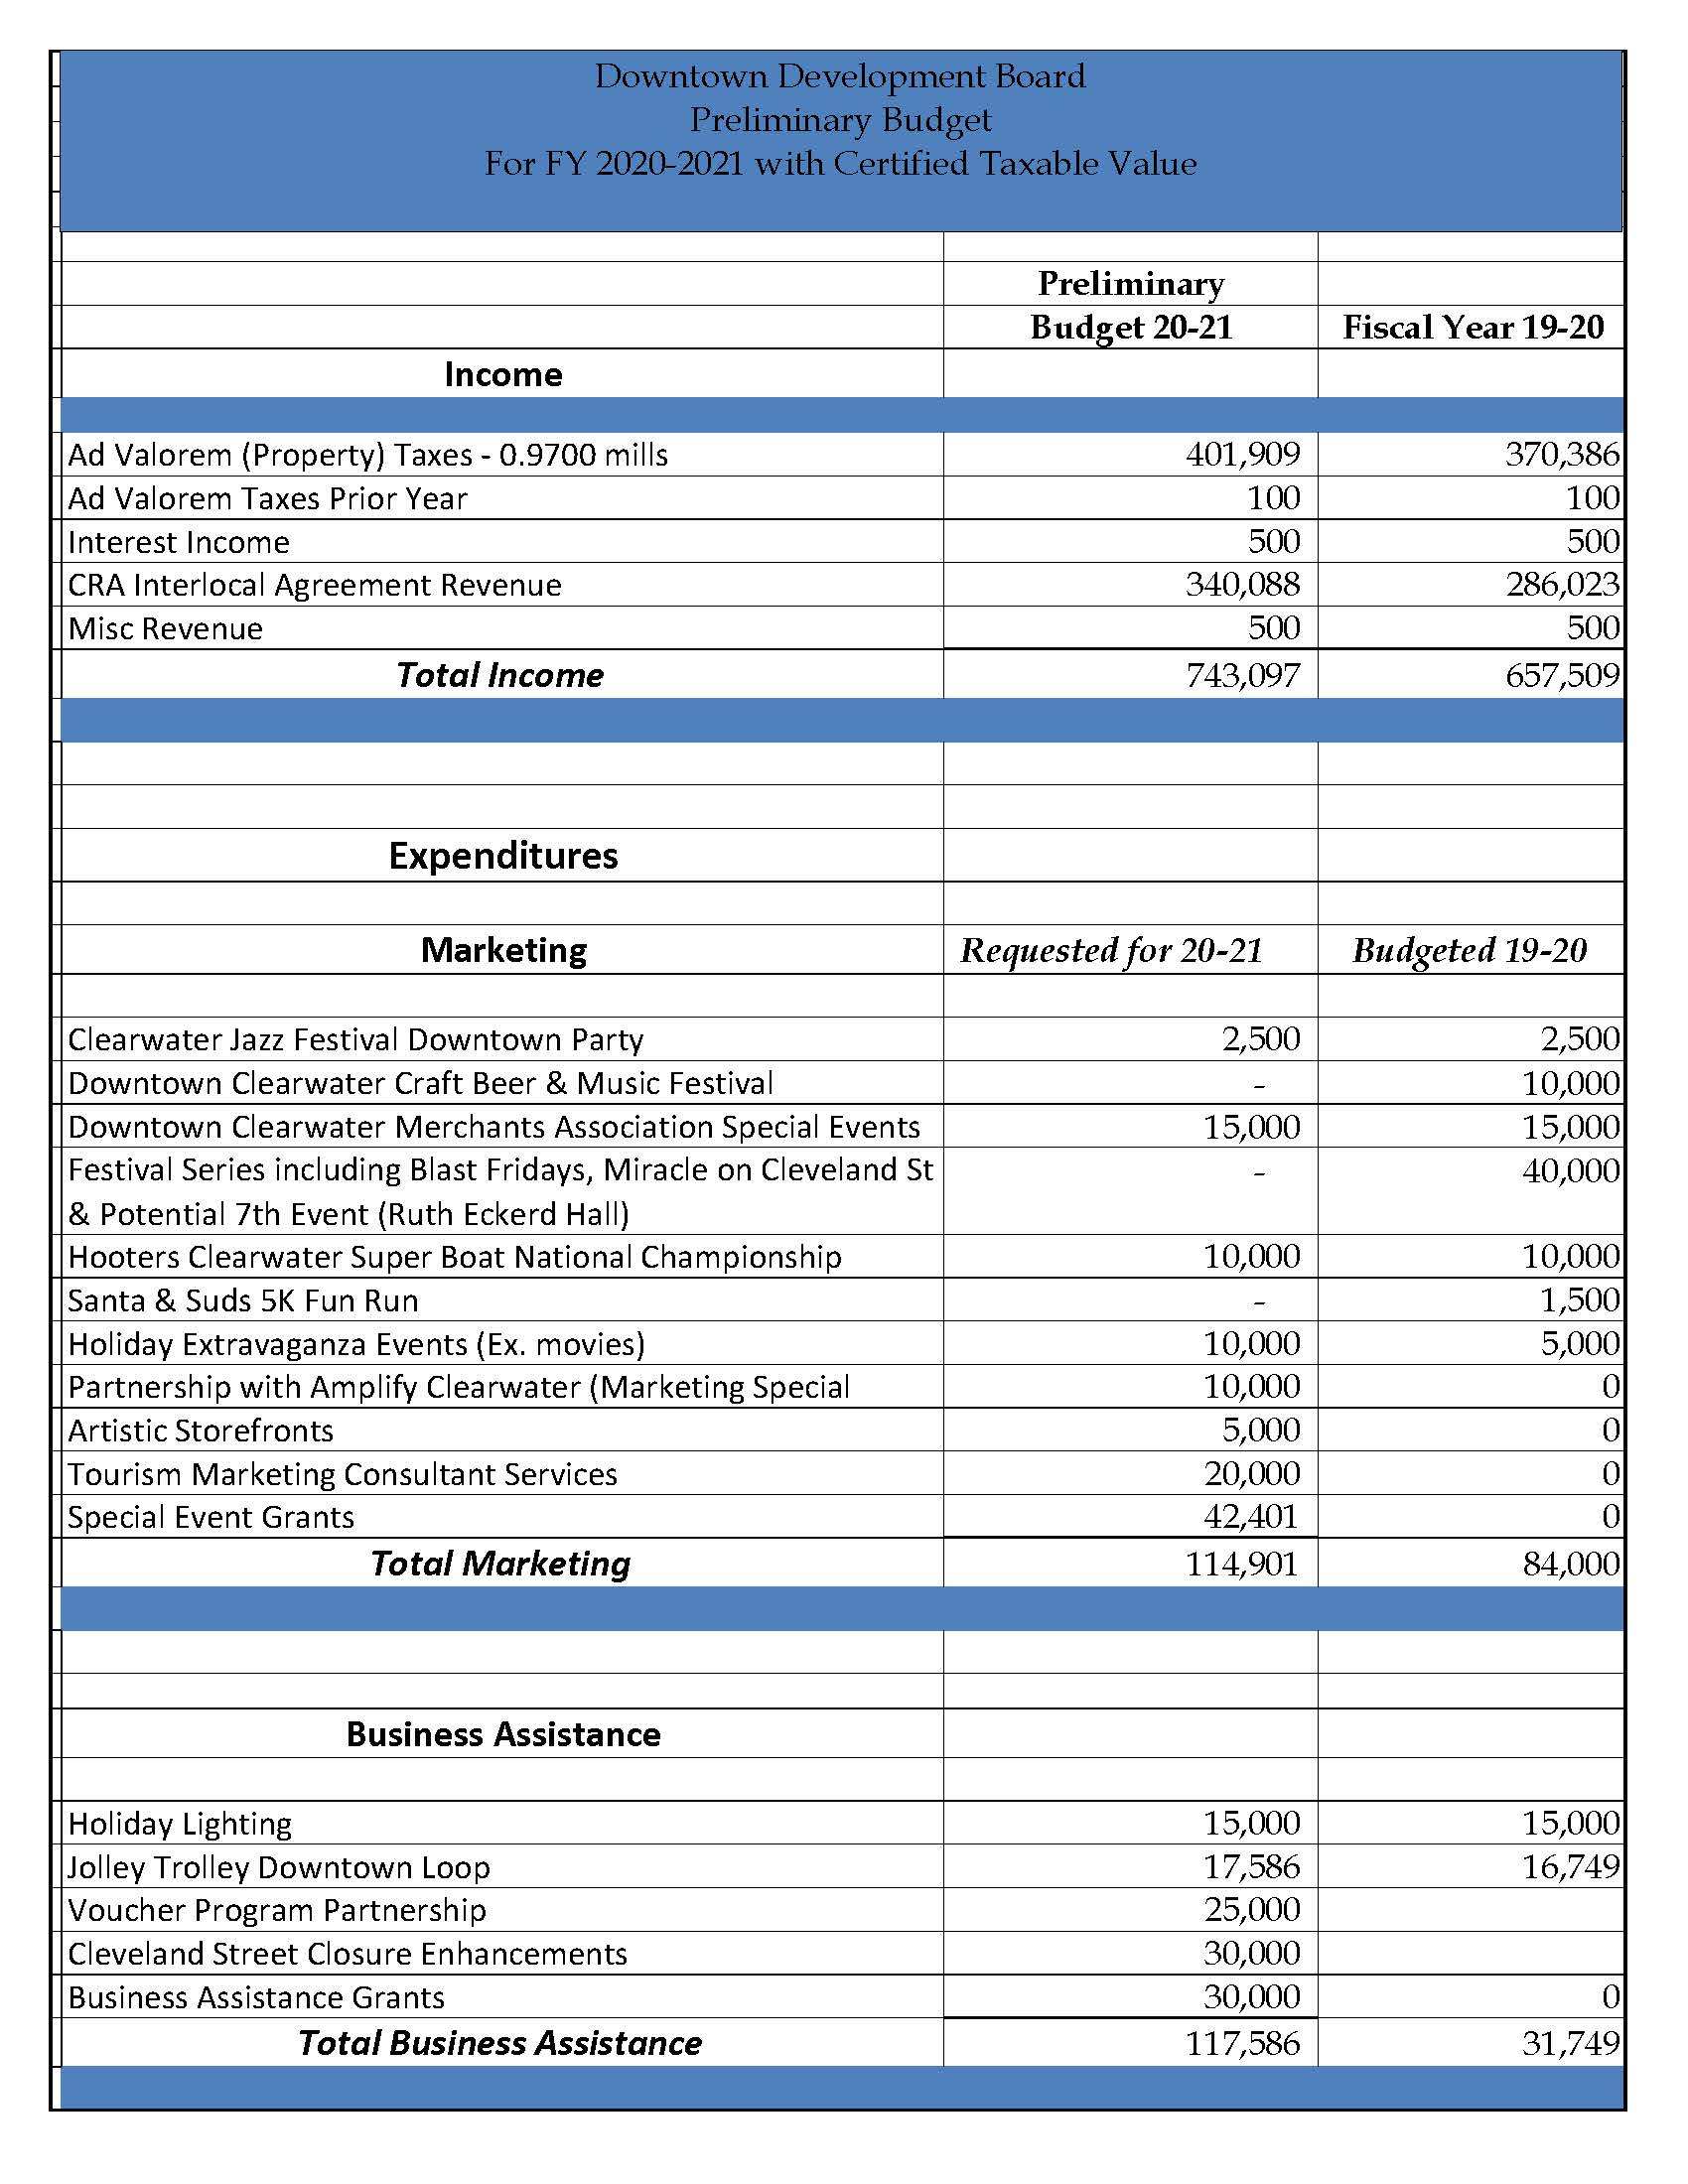 Downtown Development Board
Preliminary Budget
For FY 2020-2021 with Certified Taxable Value
Preliminary
Budget 20-21 Fiscal Year 19-20
Income
Ad Valorem (Property) Taxes - 0.9700 mills 401,909 370,386
Ad Valorem Taxes Prior Year 100 100
Interest Income 500 500
CRA Interlocal Agreement Revenue 340,088 286,023
Misc Revenue 500 500
Total Income 743,097 657,509
Expenditures
Marketing Requested for 20-21 Budgeted 19-20
Clearwater Jazz Festival Downtown Party 2,500 2,500
Downtown Clearwater Craft Beer & Music Festival - 10,000
Downtown Clearwater Merchants Association Special Events 15,000 15,000
Festival Series including Blast Fridays, Miracle on Cleveland St - 40,000
& Potential 7th Event (Ruth Eckerd Hall)
Hooters Clearwater Super Boat National Championship 10,000 10,000
Santa & Suds 5K Fun Run - 1,500
Holiday Extravaganza Events (Ex. movies) 10,000 5,000
Partnership with Amplify Clearwater (Marketing Special 10,000 0
Artistic Storefronts 5,000 0
Tourism Marketing Consultant Services 20,000 0
Special Event Grants 42,401 0
Total Marketing 114,901 84,000
Business Assistance
Holiday Lighting 15,000 15,000
Jolley Trolley Downtown Loop 17,586 16,749
Voucher Program Partnership 25,000
Cleveland Street Closure Enhancements 30,000
Business Assistance Grants 30,000 0
Total Business Assistance 117,586 31,749